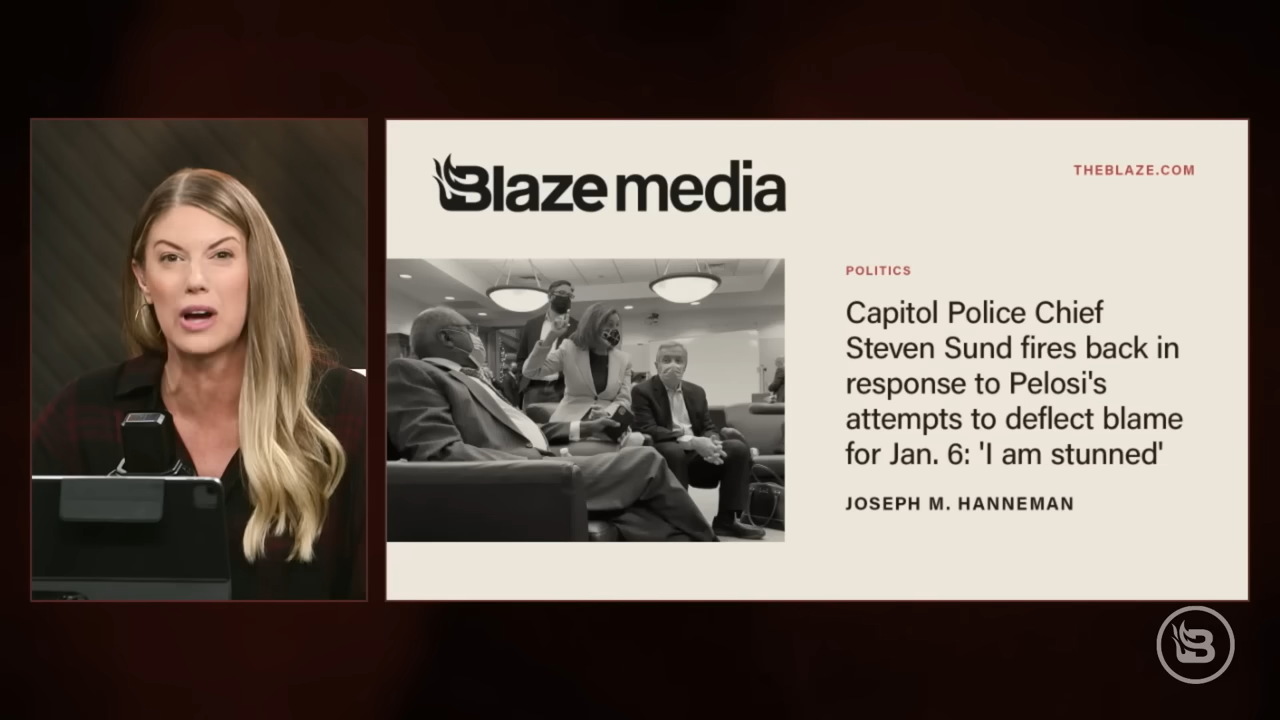 Blaze media
THEBLAZE.COM
POLITICS
Capitol Police Chief
Steven Sund fires back in
response to Pelosi's
attempts to deflect blame
for Jan. 6: 'I am stunned'
JOSEPH M. HANNEMAN
B